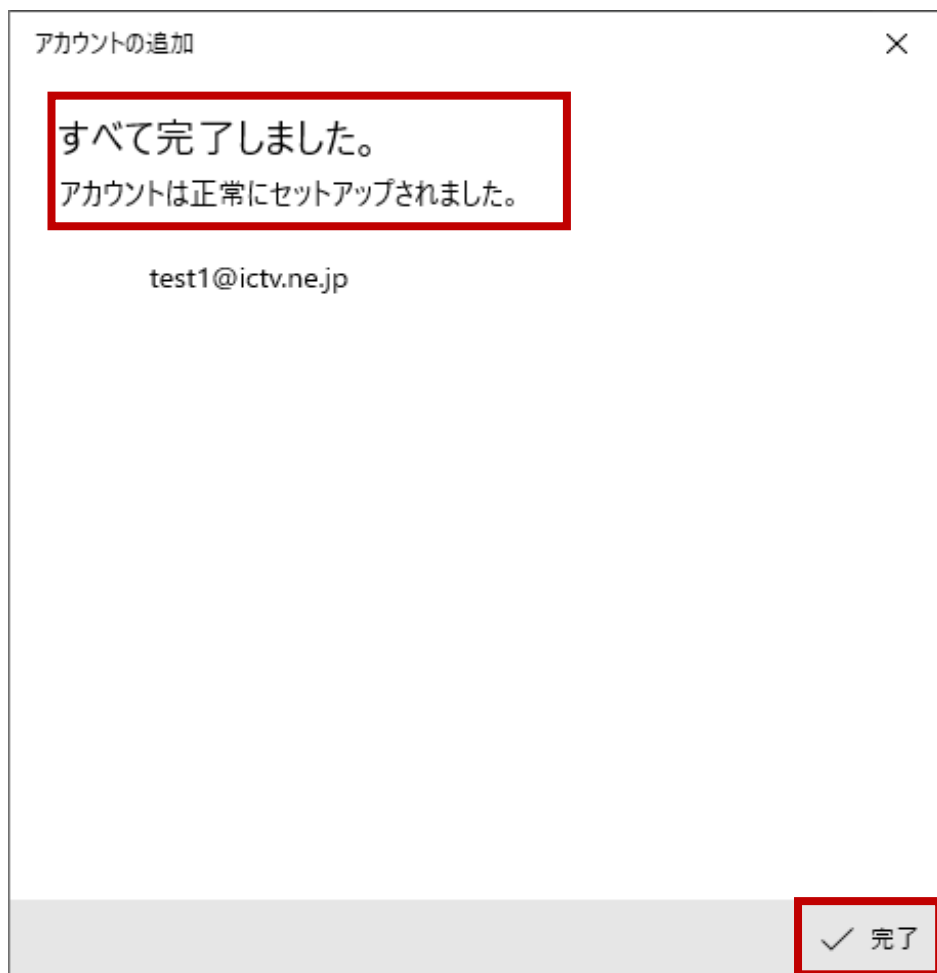 アカウントの追加
すべて完了しました。
アカウントは正常にセットアップされました。
test1@ictv.ne.jp
完了